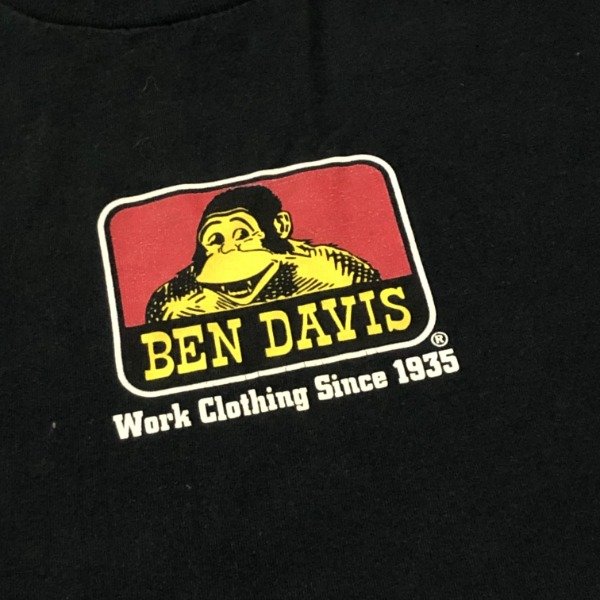 BEN DAVIS
®
Work Clothing Since 1935